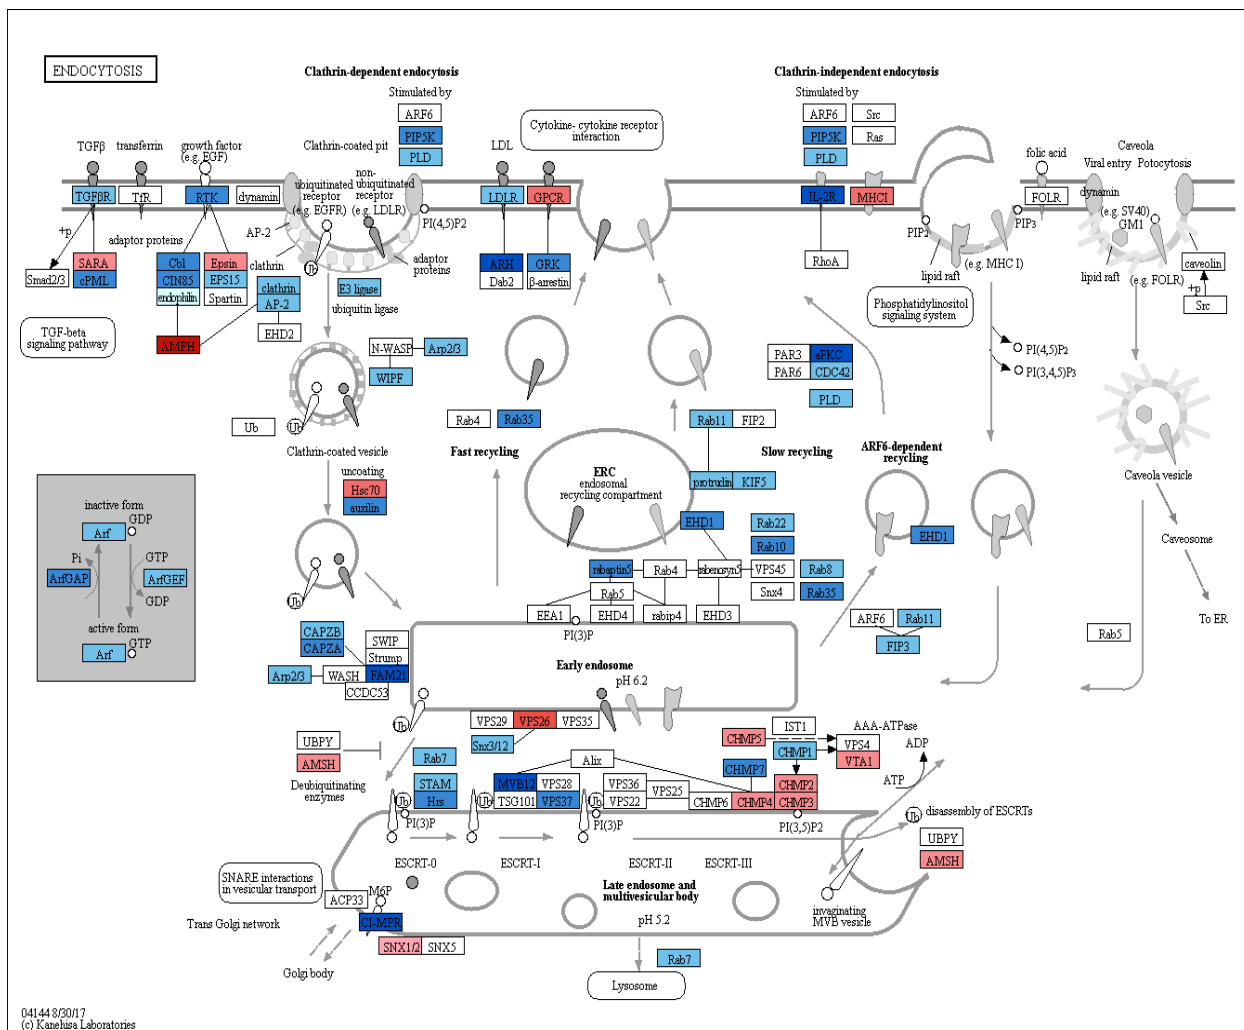 ENDOCYTOSIS
Clathrin-dependent endocytosis
Stimulated by
ARF6
PIP5K
PLD
Cytokine- cytokine receptor
interaction
Clathrin-independent endocytosis
Stimulated by
ARF6
Src
PIP5K
Ras
PLD
TGFβ
transferrin
growth factor
(e.g. EGF)
Clathrin-coated pit
LDL
folic acid
Caveola
Viral entry
Potocytosis
TGFβR
TfR
RTK
dynamin
ubiquitinated
receptor
(e.g. EGFR)
non-
ubiquitinated
receptor
(e.g. LDLR)
PI(4,5)P2
LDLR
GPCR
IL-2R
MHCI
FOLR
dynamin
(e.g. SV40)
GM1
+p
adaptor proteins
AP-2
clathrin
Ub
adaptor
proteins
PIP2
PIP3
RhoA
lipid raft
(e.g. MHC I)
lipid raft
(e.g. FOLR)
caveolin
+p
Src
Smad2/3
SARA
cPML
Cbl
CIN85
endophilin
Epsin
EPS15
Spartin
clathrin
AP-2
EHD2
E3 ligase
ubiquitin ligase
ARH
Dab2
GRK
β-arrestin
Phosphatidylinositol
signaling system
TGF-beta
signaling pathway
AMPH
N-WASP
Arp2/3
WIPF
PAR3
aPKC
PAR6
CDC42
PLD
PI(4,5)P2
PI(3,4,5)P3
Ub
Ub
Rab4
Rab35
Rab11
FIP2
Clathrin-coated vesicle
Fast recycling
Slow recycling
ARF6-dependent
recycling
Caveola vesicle
uncoating
Hsc70
auxilin
ERC
endosomal
recycling compartment
protrudin
KIF5
EHD1
Rab22
Rab10
EHD1
Caveosome
inactive form
GDP
Arf
Pi
GTP
ArfGAP
ArfGEF
GDP
active form
GTP
Arf
Ub
rabaptin5
Rab4
rabenosyn5
VPS45
Rab8
Rab5
Snx4
Rab35
EEA1
EHD4
rabip4
EHD3
PI(3)P
ARF6
Rab11
FIP3
Rab5
To ER
CAPZB
CAPZA
SWIP
Strump
Arp2/3
WASH
FAM21
CCDC53
Early endosome
pH 6.2
Ub
VPS29
VPS26
VPS35
Snx3/12
IST1
AAA-ATPase
CHMP5
CHMP1
VPS4
VTA1
ADP
ATP
UBPY
AMSH
Deubiquitinating
enzymes
Rab7
STAM
Hrs
Alix
MVB12
VPS28
TSG101
VPS37
VPS36
VPS22
VPS25
CHMP7
CHMP2
CHMP6
CHMP4
CHMP3
Ub
PI(3)P
Ub
Ub
PI(3)P
PI(3,5)P2
Ub
disassembly of ESCRTs
UBPY
AMSH
ESCRT-0
ESCRT-I
ESCRT-II
ESCRT-III
SNARE interactions
in vesicular transport
M6P
ACP33
CI-MPR
Trans Golgi network
SNX1/2
SNX5
Golgi body
Late endosome and
multivesicular body
pH 5.2
invaginating
MVB vesicle
Rab7
Lysosome
04144 8/30/17
(c) Kanehisa Laboratories